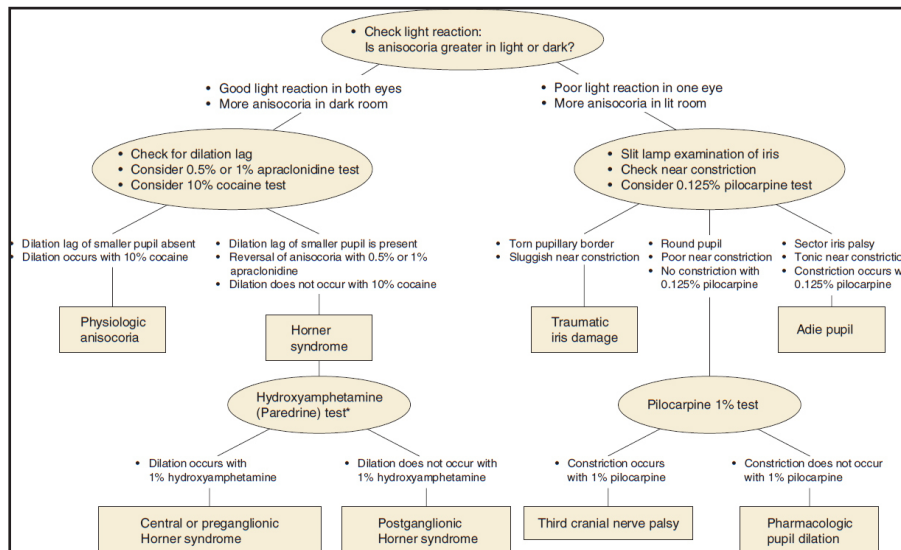 • Check light reaction:
Is anisocoria greater in light or dark?
• Good light reaction in both eyes
• More anisocoria in dark room
• Poor light reaction in one eye
• More anisocoria in lit room
• Check for dilation lag
• Consider 0.5% or 1% apraclonidine test
• Consider 10% cocaine test
• Slit lamp examination of iris
• Check near constriction
• Consider 0.125% pilocarpine test
• Dilation lag of smaller pupil absent
• Dilation occurs with 10% cocaine
• Dilation lag of smaller pupil is present
• Reversal of anisocoria with 0.5% or 1%
apraclonidine
• Dilation does not occur with 10% cocaine
• Torn pupillary border
• Sluggish near constriction
• Round pupil
• Poor near constriction
• No constriction with
0.125% pilocarpine
• Sector iris palsy
• Tonic near constrictio
• Constriction occurs w
0.125% pilocarpine
Physiologic
anisocoria
Horner
syndrome
Traumatic
iris damage
Adie pupil
Hydroxyamphetamine
(Paredrine) test*
Pilocarpine 1% test
• Dilation occurs with
1% hydroxyamphetamine
• Dilation does not occur with
1% hydroxyamphetamine
• Constriction occurs
with 1% pilocarpine
• Constriction does not occur
with 1% pilocarpine
Central or preganglionic
Horner syndrome
Postganglionic
Horner syndrome
Third cranial nerve palsy
Pharmacologic
pupil dilation